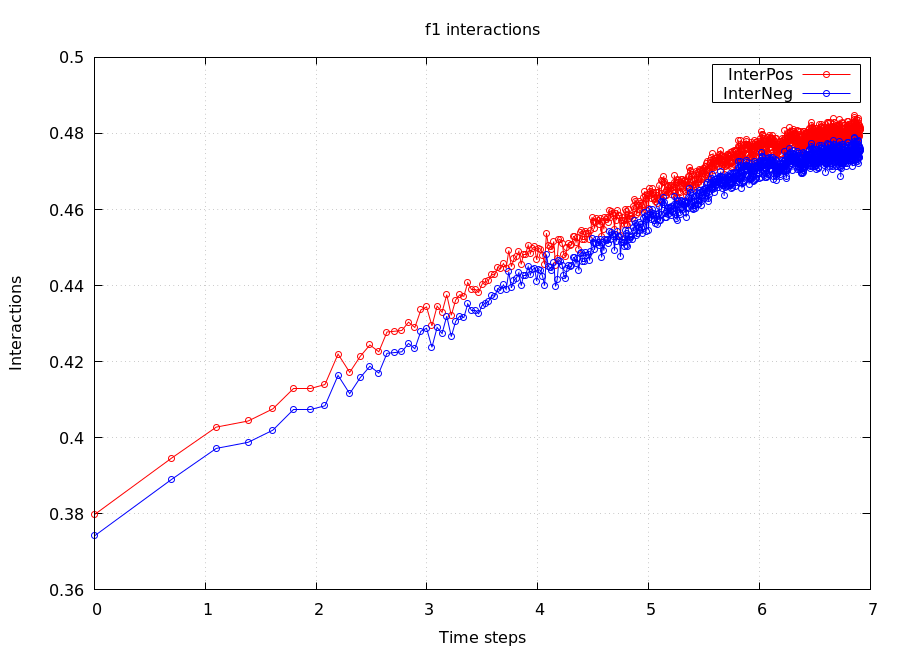 f1 interactions
InterPos
InterNeg
Interactions
0.5
0.48
0.46
0.44
0.42
0.4
0.38
0.36
0 1 2 3 4 5 6 7
Time steps